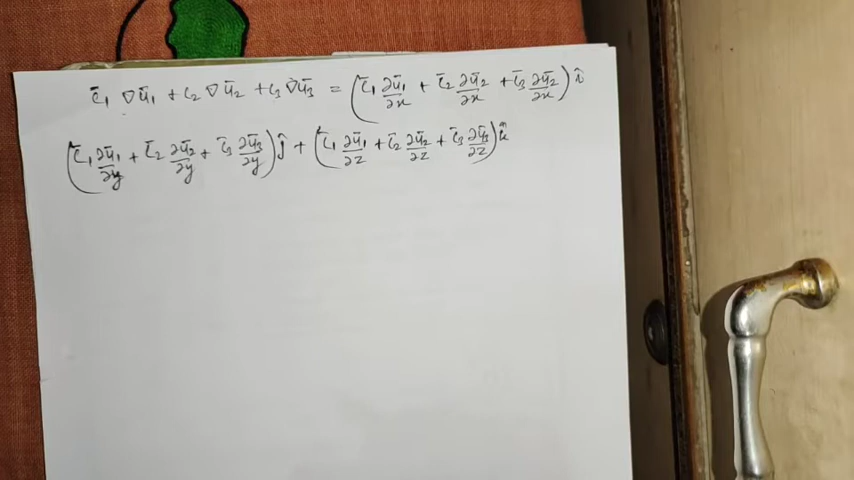 c̄₁ ∇ū₁ + c₂ ∇ū₂ + c₃ ∇ū₃ = (c̄₁ ∂ū₁/∂x + c̄₂ ∂ū₂/∂x + c̄₃ ∂ū₂/∂x) î
(c̄₁ ∂ū₁/∂y + c̄₂ ∂ū₂/∂y + c̄₃ ∂ū₃/∂y) ĵ + (c̄₁ ∂ū₁/∂z + c̄₂ ∂ū₂/∂z + c̄₃ ∂ū₃/∂z) k̂